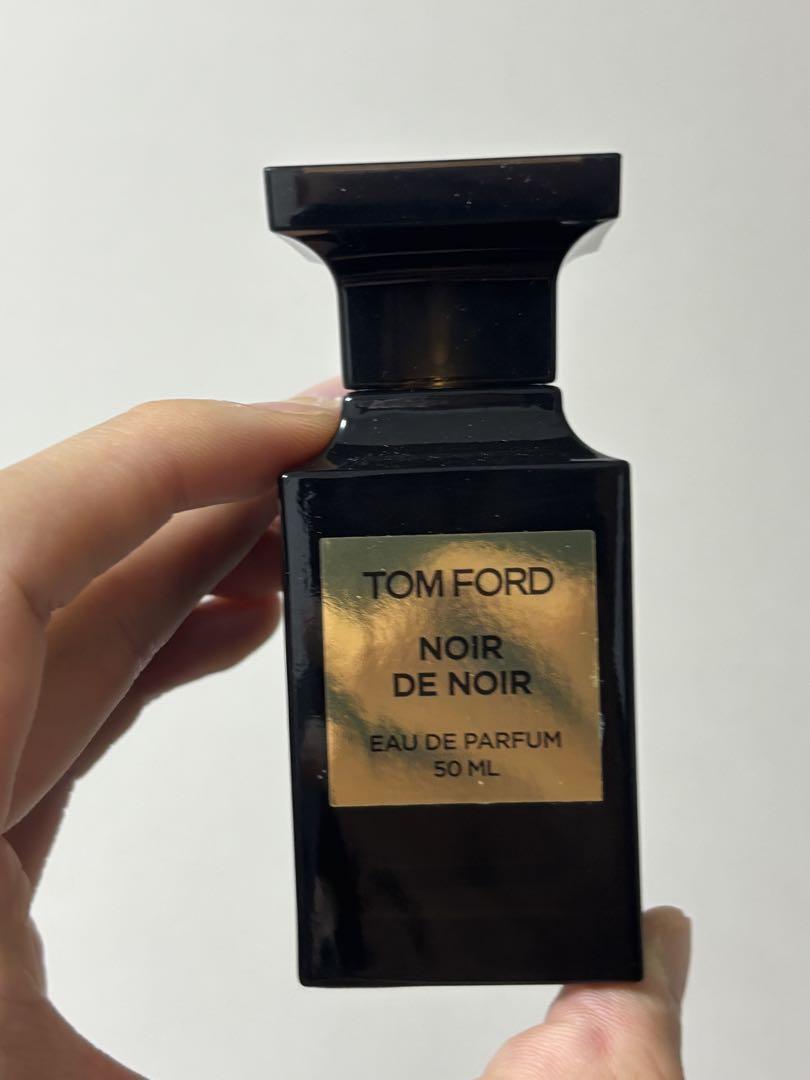 TOM FORD
NOIR
DE NOIR
EAU DE PARFUM
50 ML